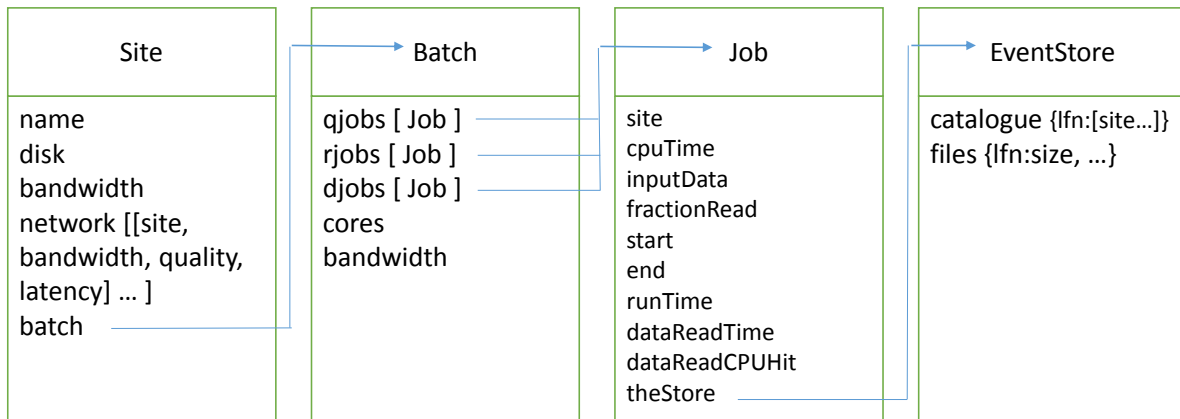 Site
name
disk
bandwidth
network [[site,
bandwidth, quality,
latency] … ]
batch
Batch
qjobs [ Job ]
rjobs [ Job ]
djobs [ Job ]
cores
bandwidth
Job
site
cpuTime
inputData
fractionRead
start
end
runTime
dataReadTime
dataReadCPUHit
theStore
EventStore
catalogue {lfn:[site…]}
files {lfn:size, …}